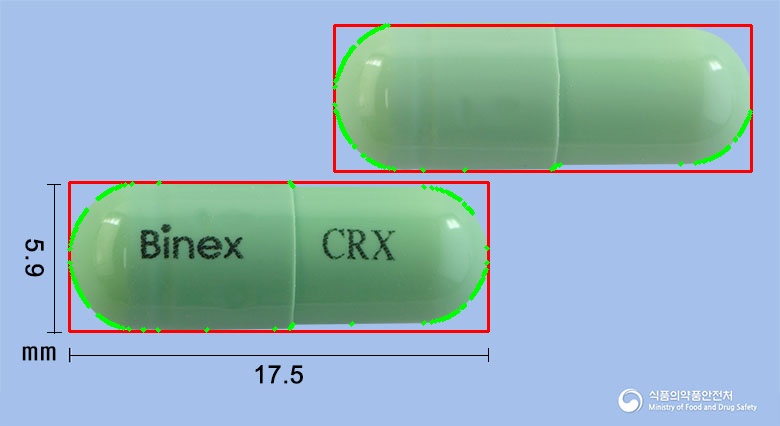 Binex CRX
5.9
mm
17.5
식품의약품안전처
Ministry of Food and Drug Safety